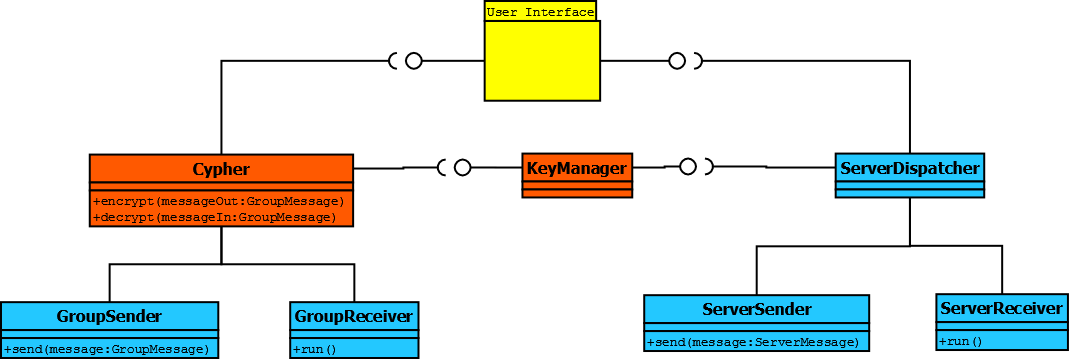 User Interface
Cypher
+encrypt(messageOut:GroupMessage)
+decrypt(messageIn:GroupMessage)
KeyManager
ServerDispatcher
GroupSender
+send(message:GroupMessage)
GroupReceiver
+run()
ServerSender
+send(message:ServerMessage)
ServerReceiver
+run()